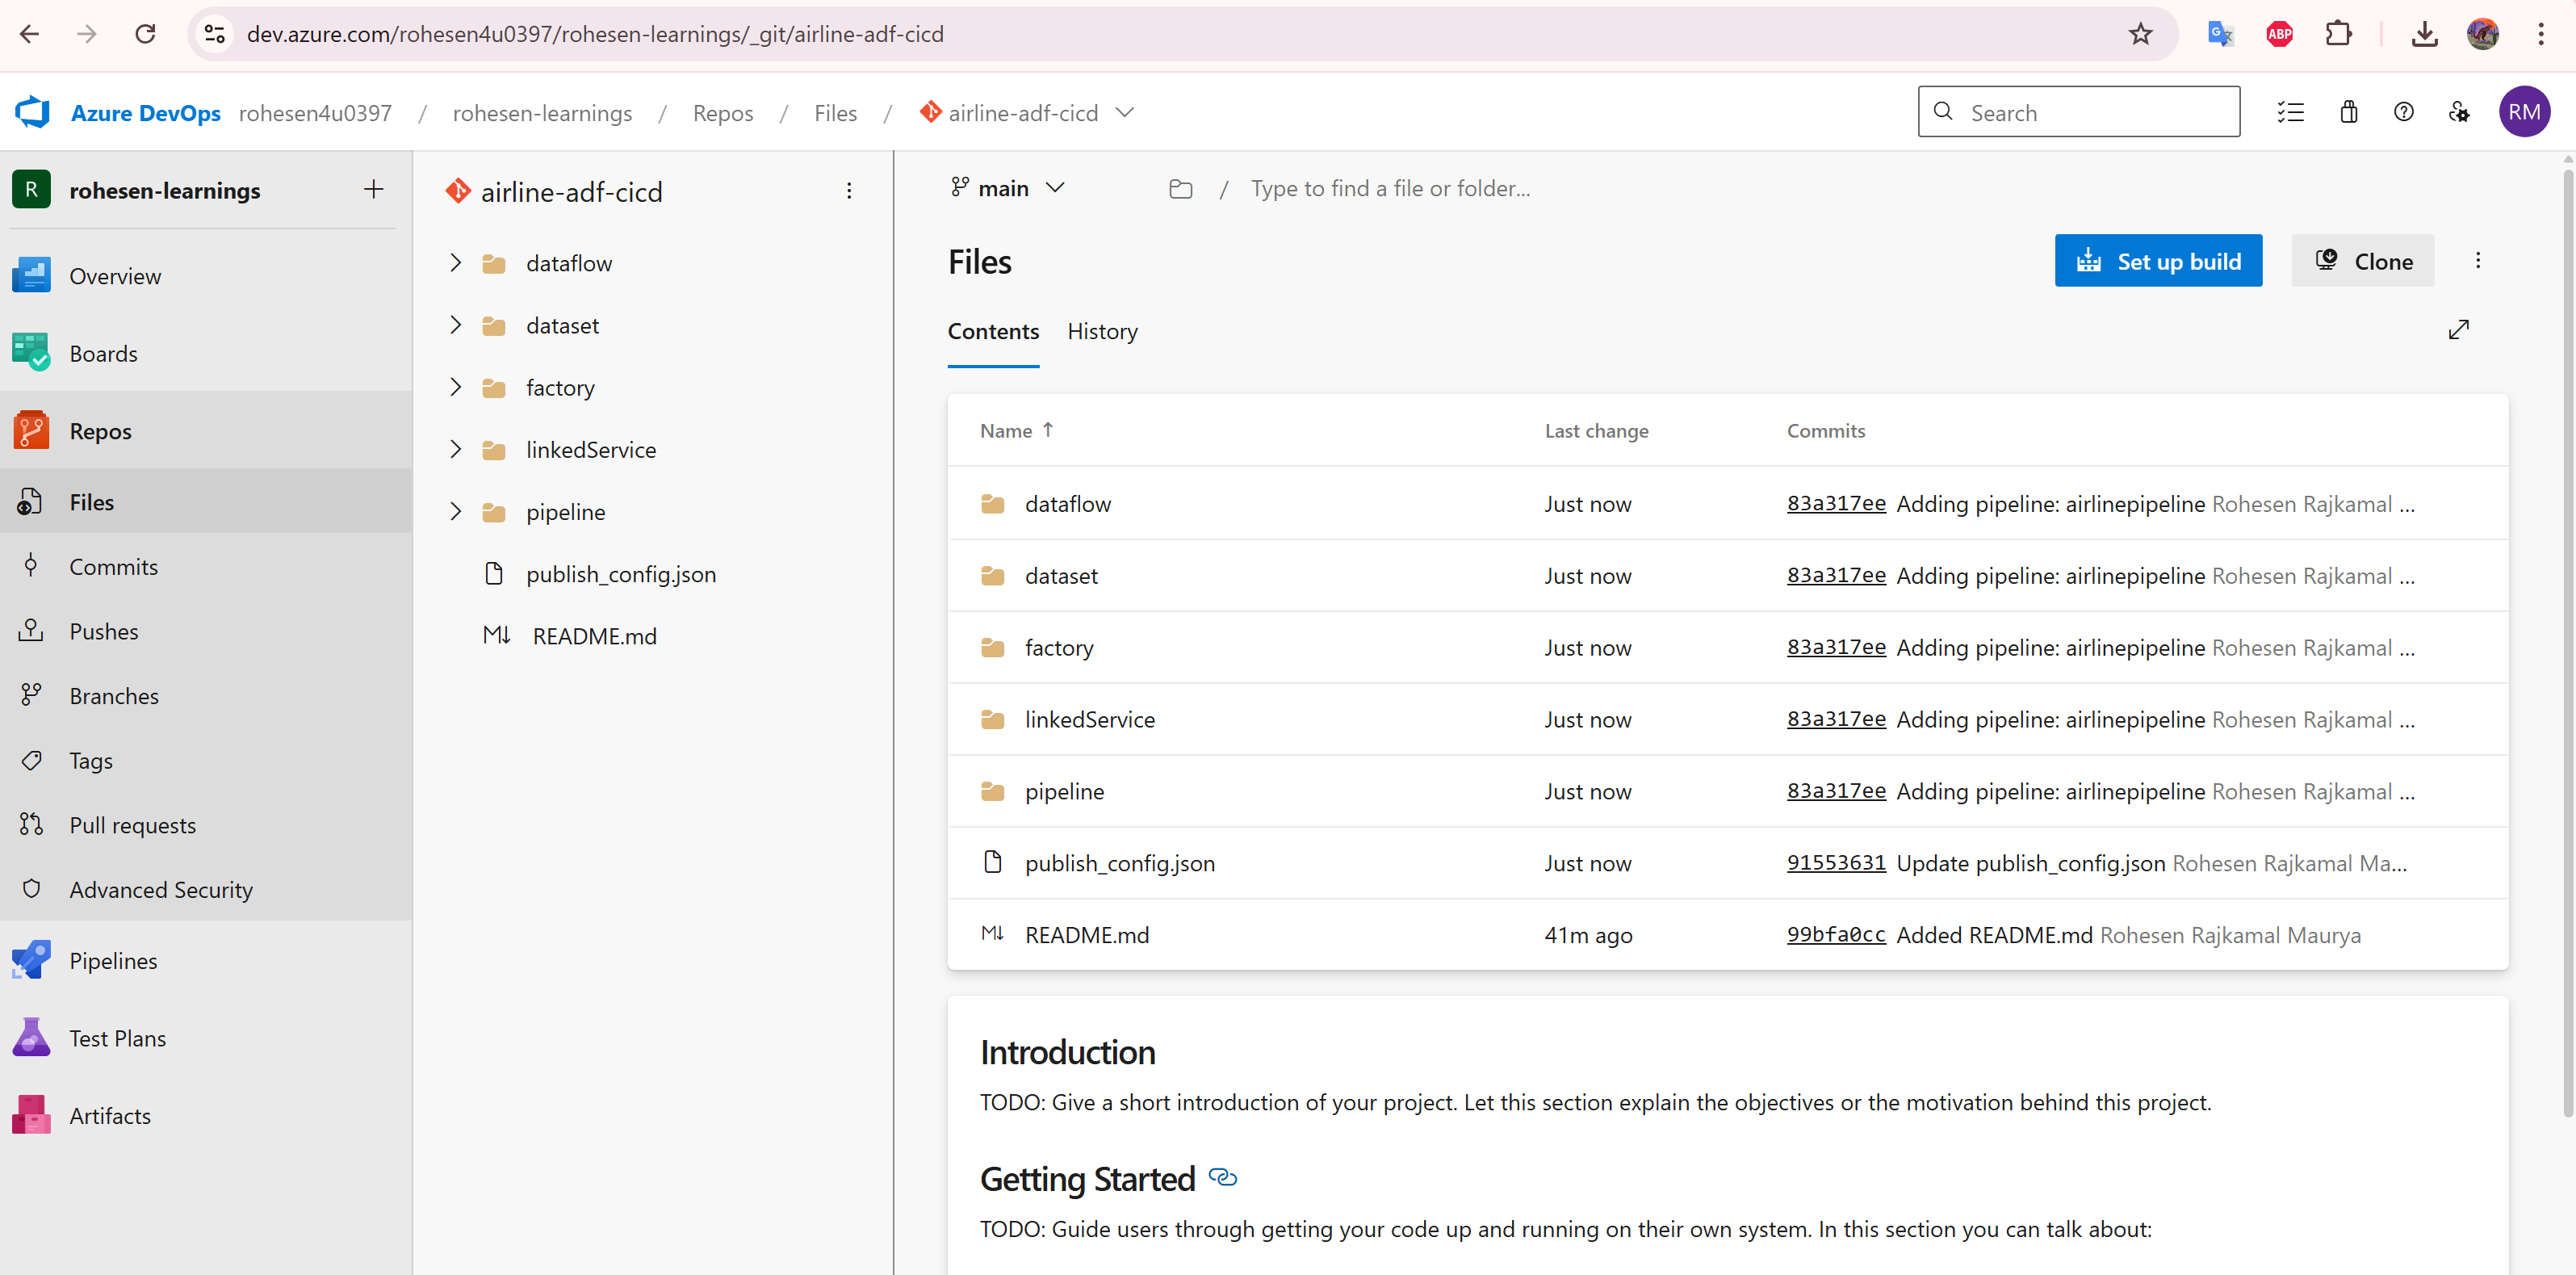 dev.azure.com/rohesen4u0397/rohesen-learnings/_git/airline-adf-cicd
ABP
Azure DevOps rohesen4u0397 / rohesen-learnings / Repos / Files / airline-adf-cicd
Search
RM
R rohesen-learnings
Overview
Boards
Repos
Files
Commits
Pushes
Branches
Tags
Pull requests
Advanced Security
Pipelines
Test Plans
Artifacts
airline-adf-cicd
dataflow
dataset
factory
linkedService
pipeline
publish_config.json
M↓ README.md
main / Type to find a file or folder...
Files
Set up build
Clone
Contents History
Name ↑ Last change Commits
dataflow Just now 83a317ee Adding pipeline: airlinepipeline Rohesen Rajkamal ...
dataset Just now 83a317ee Adding pipeline: airlinepipeline Rohesen Rajkamal ...
factory Just now 83a317ee Adding pipeline: airlinepipeline Rohesen Rajkamal ...
linkedService Just now 83a317ee Adding pipeline: airlinepipeline Rohesen Rajkamal ...
pipeline Just now 83a317ee Adding pipeline: airlinepipeline Rohesen Rajkamal ...
publish_config.json Just now 91553631 Update publish_config.json Rohesen Rajkamal Ma...
M↓ README.md 41m ago 99bfa0cc Added README.md Rohesen Rajkamal Maurya
Introduction
TODO: Give a short introduction of your project. Let this section explain the objectives or the motivation behind this project.
Getting Started
TODO: Guide users through getting your code up and running on their own system. In this section you can talk about: